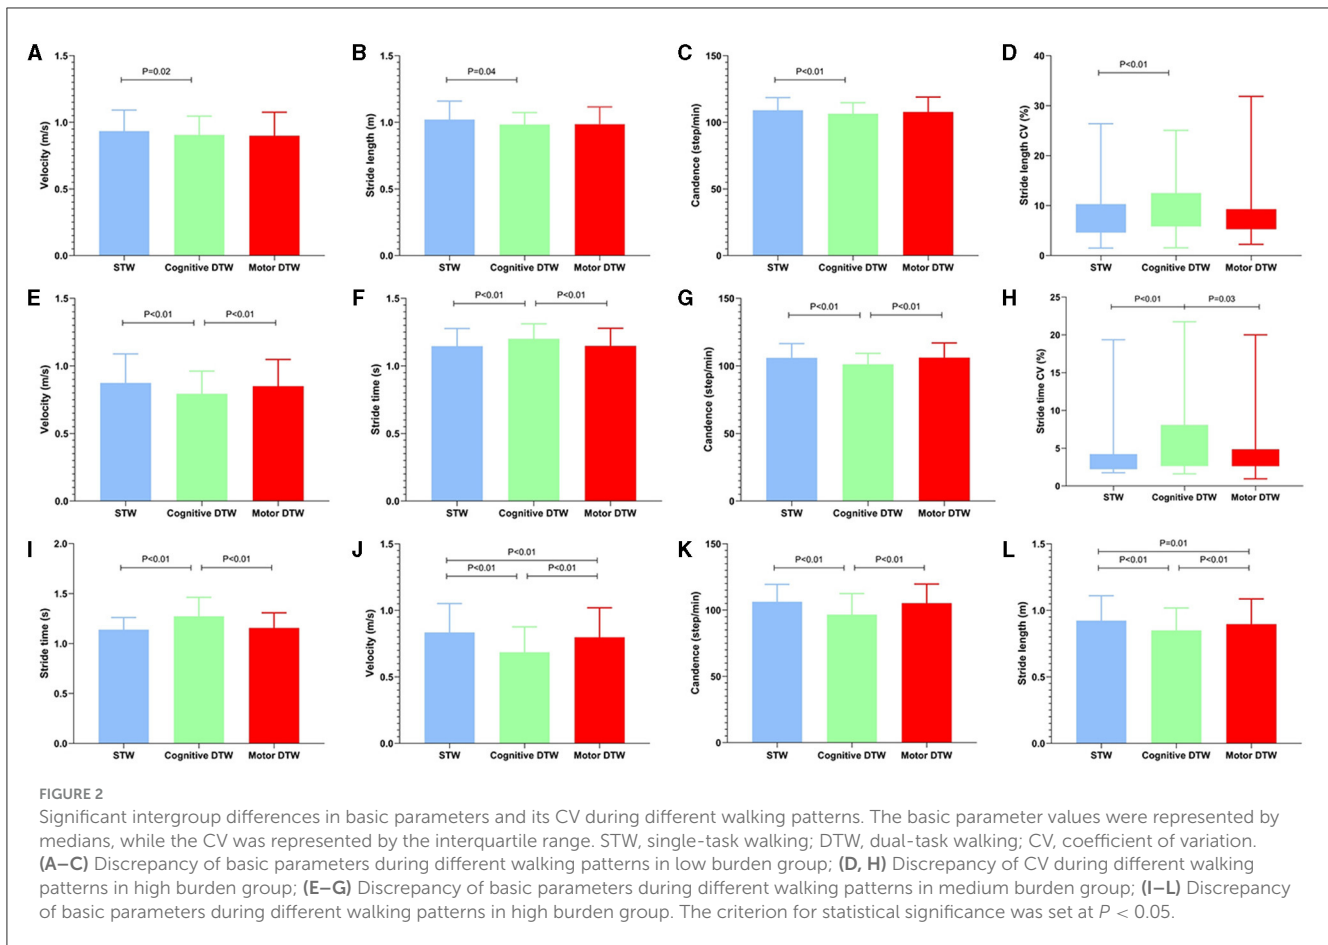 A
1.5
1.0
0.5
0.0
Velocity (m/s)
P=0.02
STW Cognitive DTW Motor DTW
B
1.5
1.0
0.5
0.0
Stride length (m)
P=0.04
STW Cognitive DTW Motor DTW
C
150
100
50
0
Candence (step/min)
P<0.01
STW Cognitive DTW Motor DTW
D
40
30
20
10
0
Stride length CV (%)
P<0.01
STW Cognitive DTW Motor DTW
E
1.5
1.0
0.5
0.0
Velocity (m/s)
P<0.01 P<0.01
STW Cognitive DTW Motor DTW
F
1.5
1.0
0.5
0.0
Stride time (s)
P<0.01 P<0.01
STW Cognitive DTW Motor DTW
G
150
100
50
0
Candence (step/min)
P<0.01 P<0.01
STW Cognitive DTW Motor DTW
H
25
20
15
10
5
0
Stride time CV (%)
P<0.01 P=0.03
STW Cognitive DTW Motor DTW
I
2.0
1.5
1.0
0.5
0.0
Stride time (s)
P<0.01 P<0.01
STW Cognitive DTW Motor DTW
J
1.5
1.0
0.5
0.0
Velocity (m/s)
P<0.01
P<0.01 P<0.01
STW Cognitive DTW Motor DTW
K
150
100
50
0
Candence (step/min)
P<0.01 P<0.01
STW Cognitive DTW Motor DTW
L
1.5
1.0
0.5
0.0
Stride length (m)
P=0.01
P<0.01 P<0.01
STW Cognitive DTW Motor DTW
FIGURE 2
Significant intergroup differences in basic parameters and its CV during different walking patterns. The basic parameter values were represented by
medians, while the CV was represented by the interquartile range. STW, single-task walking; DTW, dual-task walking; CV, coefficient of variation.
(A–C) Discrepancy of basic parameters during different walking patterns in low burden group; (D, H) Discrepancy of CV during different walking
patterns in high burden group; (E–G) Discrepancy of basic parameters during different walking patterns in medium burden group; (I–L) Discrepancy
of basic parameters during different walking patterns in high burden group. The criterion for statistical significance was set at P < 0.05.